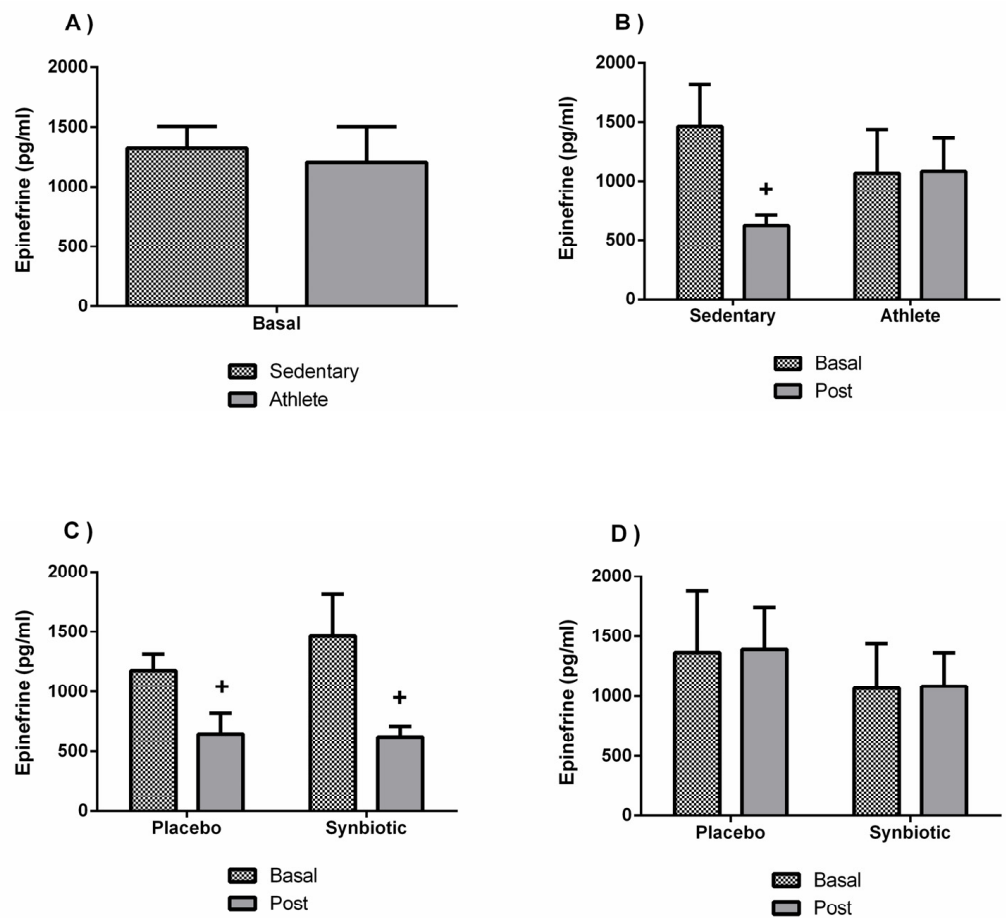 A )
Epinefrine (pg/ml)
2000
1500
1000
500
0
Basal
Sedentary
Athlete
B )
Epinefrine (pg/ml)
2000
1500
1000
500
0
+
Sedentary Athlete
Basal
Post
C )
Epinefrine (pg/ml)
2000
1500
1000
500
0
+ +
Placebo Synbiotic
Basal
Post
D )
Epinefrine (pg/ml)
2000
1500
1000
500
0
Placebo Synbiotic
Basal
Post